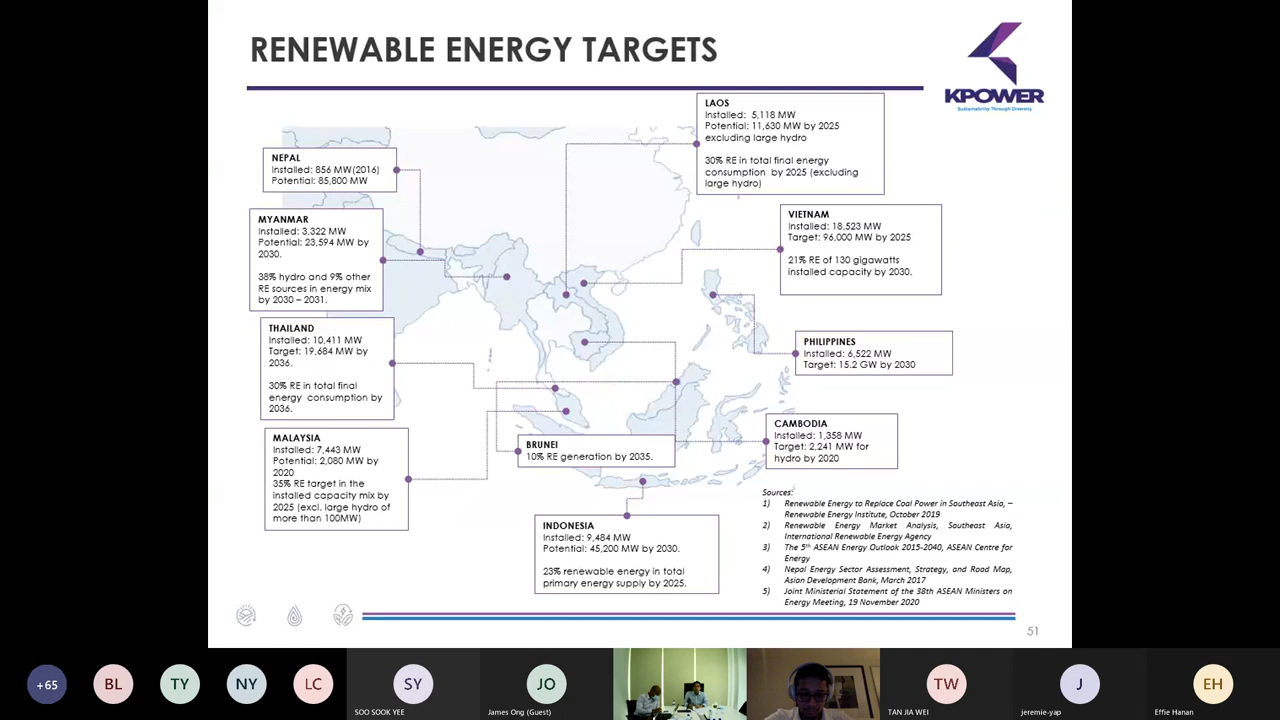 RENEWABLE ENERGY TARGETS
KPOWER
Sustainability Through Diversity
LAOS
Installed:  5,118 MW
Potential: 11,630 MW by 2025
excluding large hydro
30% RE in total final energy
consumption  by 2025 (excluding
large hydro)
NEPAL
Installed: 856 MW(2016)
Potential: 85,800 MW
MYANMAR
Installed: 3,322 MW
Potential: 23,594 MW by
2030.
38% hydro and 9% other
RE sources in energy mix
by 2030 – 2031.
VIETNAM
Installed: 18,523 MW
Target: 96,000 MW by 2025
21% RE of 130 gigawatts
installed capacity by 2030.
THAILAND
Installed: 10,411 MW
Target: 19,684 MW by
2036.
30% RE in total final
energy  consumption by
2036.
PHILIPPINES
Installed: 6,522 MW
Target: 15.2 GW by 2030
MALAYSIA
Installed: 7,443 MW
Potential: 2,080 MW by
2020
35% RE target in the
installed capacity mix by
2025 (excl. large hydro of
more than 100MW)
BRUNEI
10% RE generation by 2035.
CAMBODIA
Installed: 1,358 MW
Target: 2,241 MW for
hydro by 2020
INDONESIA
Installed: 9,484 MW
Potential: 45,200 MW by 2030.
23% renewable energy in total
primary energy supply by 2025.
Sources:
1) Renewable Energy to Replace Coal Power in Southeast Asia, –
Renewable Energy Institute, October 2019
2) Renewable Energy Market Analysis, Southeast Asia,
International Renewable Energy Agency
3) The 5th ASEAN Energy Outlook 2015-2040, ASEAN Centre for
Energy
4) Nepal Energy Sector Assessment, Strategy, and Road Map,
Asian Development Bank, March 2017
5) Joint Ministerial Statement of the 38th ASEAN Ministers on
Energy Meeting, 19 November 2020
51
+65
BL
TY
NY
LC
SY
SOO SOOK YEE
JO
James Ong (Guest)
TW
TAN JIA WEI
J
jeremie-yap
EH
Effie Hanan